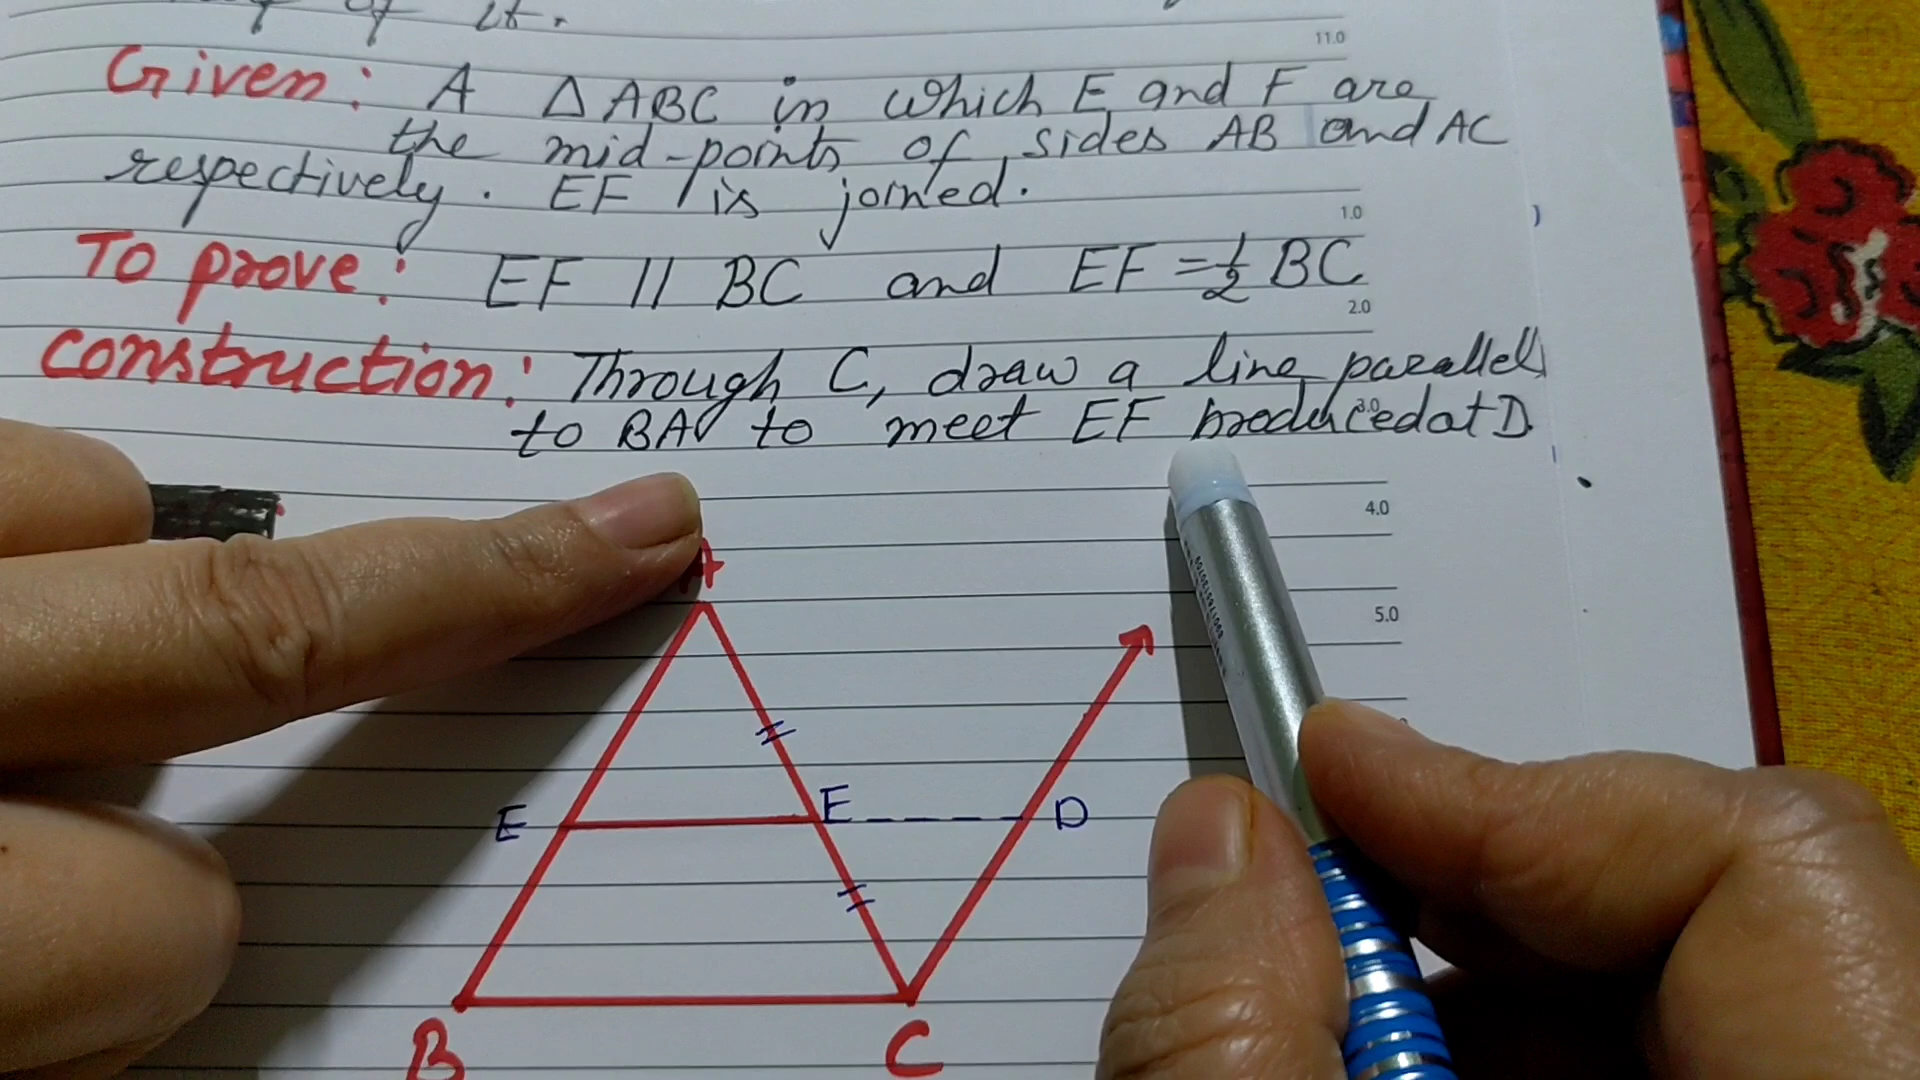 of it.
Given: A △ABC in which E and F are
the mid-points of sides AB and AC
respectively. EF is joined.
To prove: EF // BC and EF = 1/2 BC
Construction: Through C, draw a line parallel
to BA to meet EF produced at D
11.0
1.0
2.0
3.0
4.0
5.0
A
E E D
B C